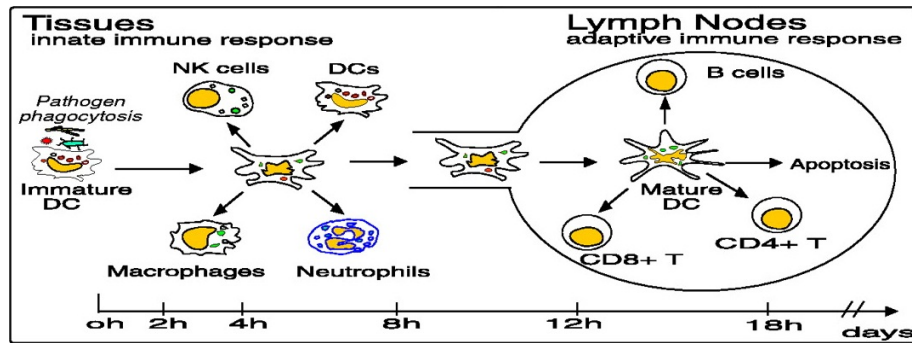 Tissues
innate immune response
Lymph Nodes
adaptive immune response
NK cells
DCs
B cells
Pathogen
phagocytosis
Immature
DC
Mature
DC
Apoptosis
Macrophages
Neutrophils
CD8+ T
CD4+ T
oh
2h
4h
8h
12h
18h
days